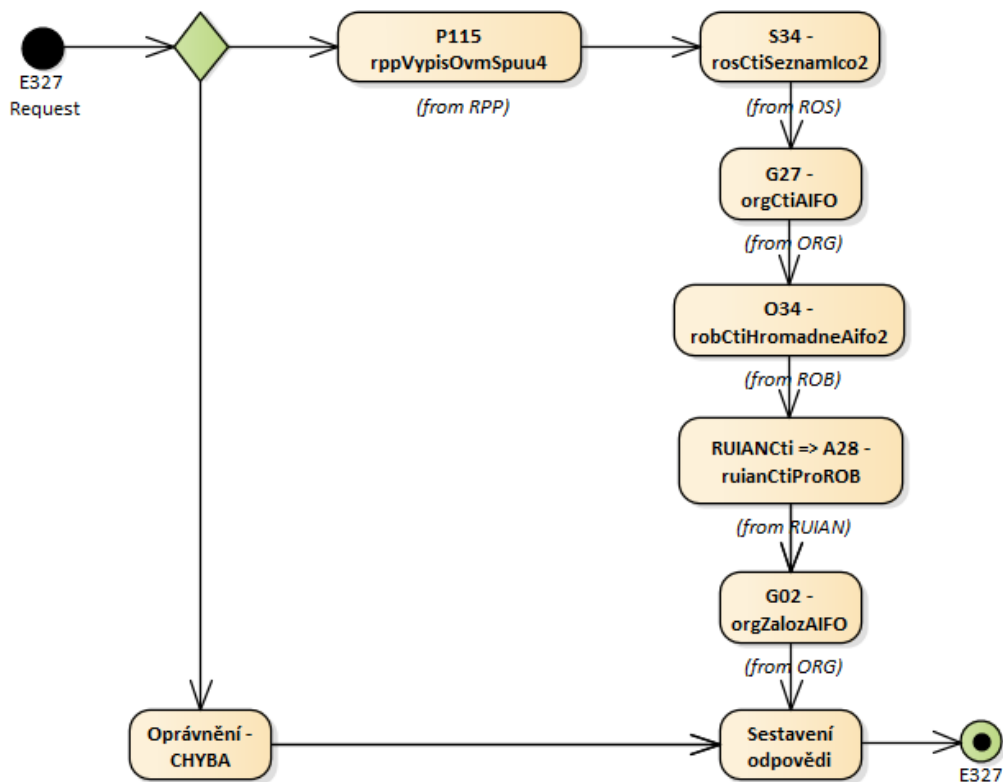 E327
Request
P115
rppVypisOvmSpuu4
(from RPP)
S34 -
rosCtiSeznamIco2
(from ROS)
G27 -
orgCtiAIFO
(from ORG)
O34 -
robCtiHromadneAifo2
(from ROB)
RUIANCti => A28 -
ruianCtiProROB
(from RUIAN)
G02 -
orgZalozAIFO
(from ORG)
Oprávnění -
CHYBA
Sestavení
odpovědi
E327